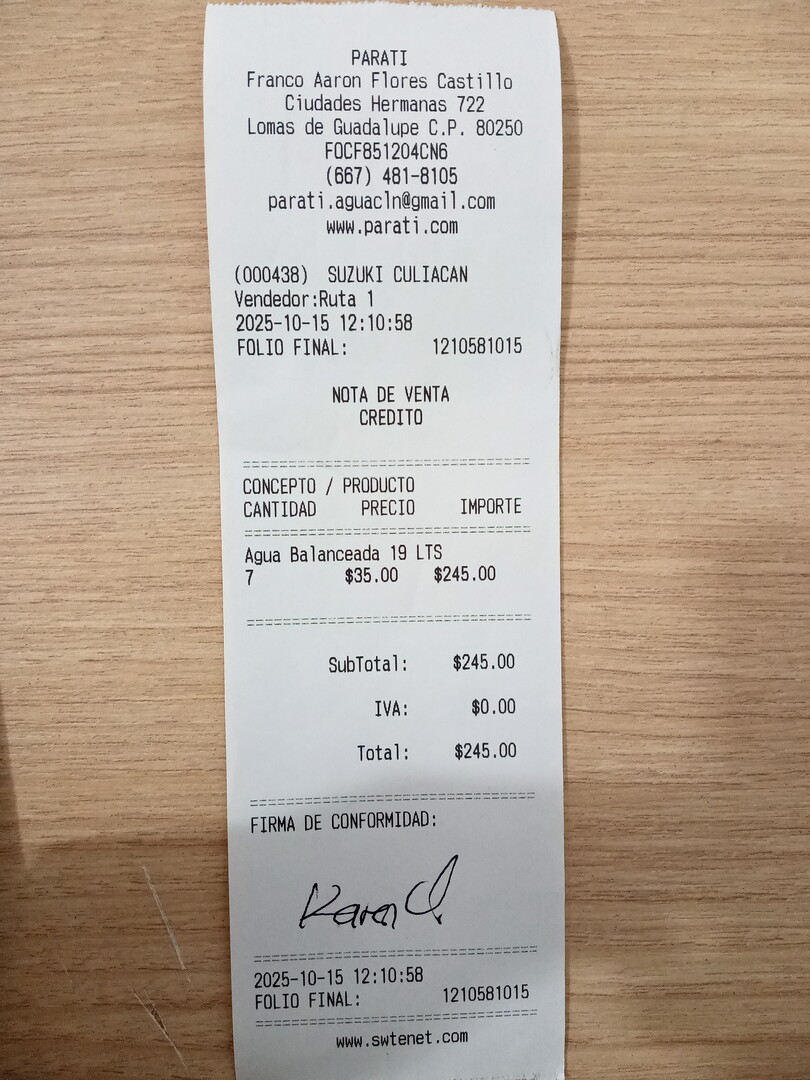 PARATI
Franco Aaron Flores Castillo
Ciudades Hermanas 722
Lomas de Guadalupe C.P. 80250
FOCF851204CN6
(667) 481-8105
parati.aguacln@gmail.com
www.parati.com
(000438) SUZUKI CULIACAN
Vendedor:Ruta 1
2025-10-15 12:10:58
FOLIO FINAL: 1210581015
NOTA DE VENTA
CREDITO
CONCEPTO / PRODUCTO
CANTIDAD PRECIO IMPORTE
Agua Balanceada 19 LTS
7 $35.00 $245.00
SubTotal: $245.00
IVA: $0.00
Total: $245.00
FIRMA DE CONFORMIDAD:
Karen
2025-10-15 12:10:58
FOLIO FINAL: 1210581015
www.swtenet.com